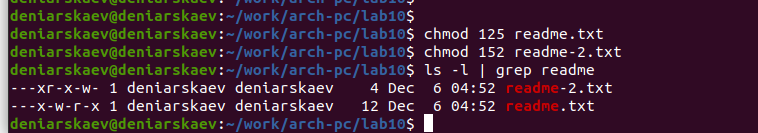 deniarskaev@deniarskaev:~/work/arch-pc/lab10$
deniarskaev@deniarskaev:~/work/arch-pc/lab10$ chmod 125 readme.txt
deniarskaev@deniarskaev:~/work/arch-pc/lab10$ chmod 152 readme-2.txt
deniarskaev@deniarskaev:~/work/arch-pc/lab10$ ls -l | grep readme
---xr-x-w- 1 deniarskaev deniarskaev    4 Dec  6 04:52 readme-2.txt
---x-w-r-x 1 deniarskaev deniarskaev   12 Dec  6 04:52 readme.txt
deniarskaev@deniarskaev:~/work/arch-pc/lab10$